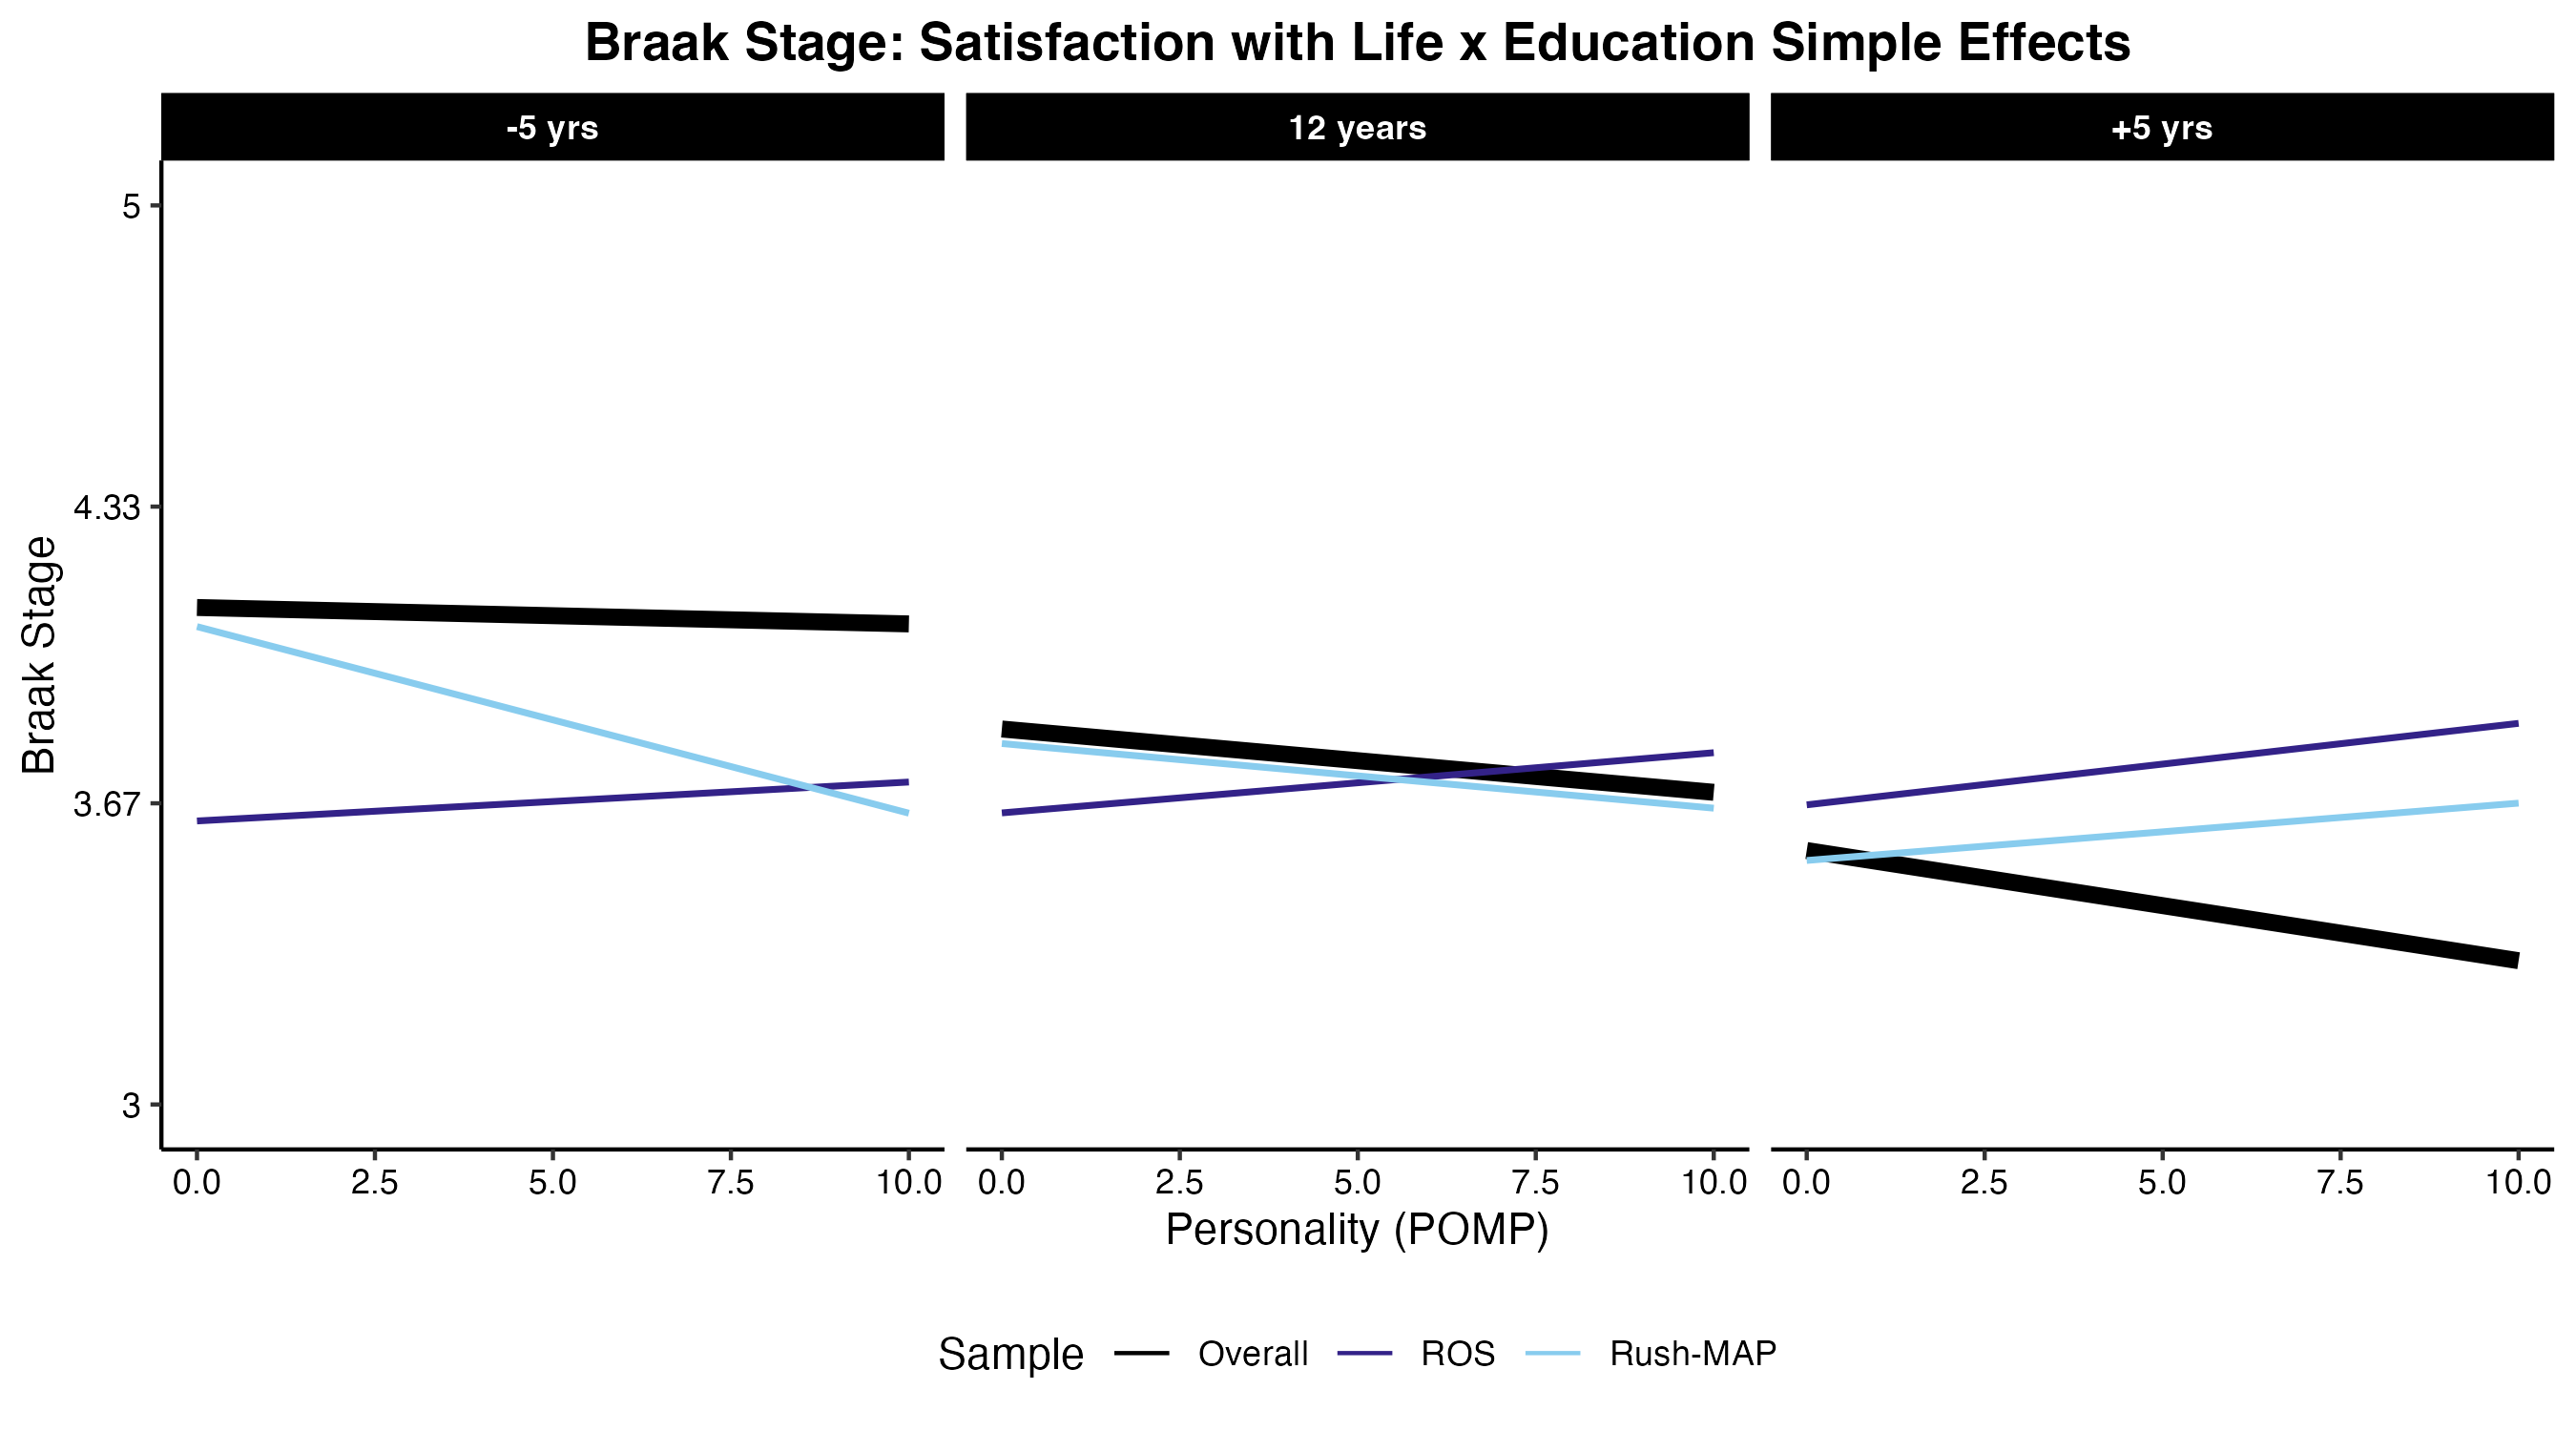 Braak Stage: Satisfaction with Life x Education Simple Effects
-5 yrs
12 years
+5 yrs
5
4.33
3.67
3
Braak Stage
0.0 2.5 5.0 7.5 10.0
0.0 2.5 5.0 7.5 10.0
0.0 2.5 5.0 7.5 10.0
Personality (POMP)
Sample Overall ROS Rush-MAP